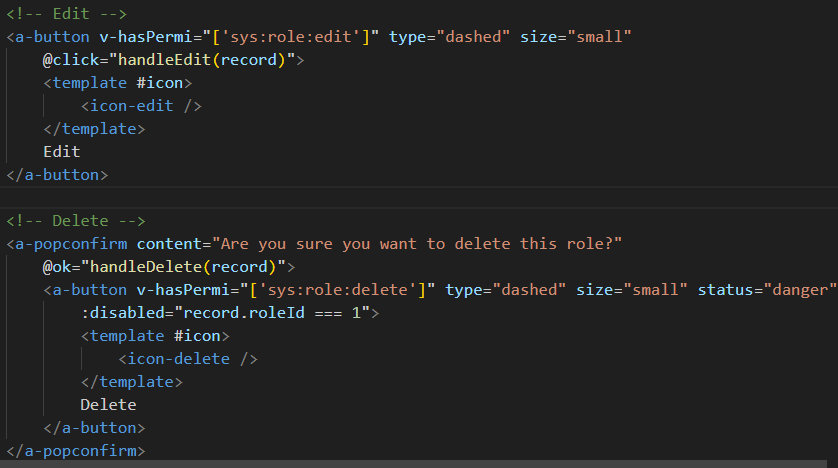 <!-- Edit -->
<a-button v-hasPermi="['sys:role:edit']" type="dashed" size="small"
    @click="handleEdit(record)">
    <template #icon>
        <icon-edit />
    </template>
    Edit
</a-button>
<!-- Delete -->
<a-popconfirm content="Are you sure you want to delete this role?"
    @ok="handleDelete(record)">
    <a-button v-hasPermi="['sys:role:delete']" type="dashed" size="small" status="danger"
        :disabled="record.roleId === 1">
        <template #icon>
            <icon-delete />
        </template>
        Delete
    </a-button>
</a-popconfirm>